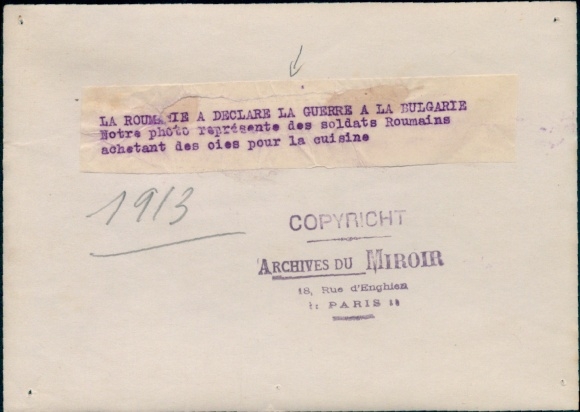 LA ROUMANIE A DECLARE LA GUERRE A LA BULGARIE
Notre photo représente des soldats Roumains
achetant des oies pour la cuisine
1913
COPYRICHT
ARCHIVES DU MIROIR
18, Rue d'Enghien
PARIS